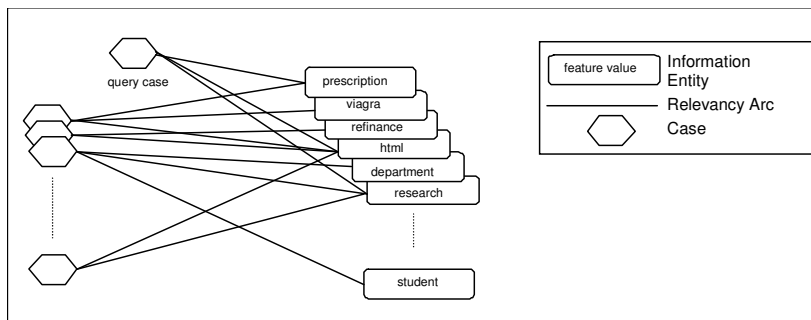 query case
prescription
viagra
refinance
html
department
research
student
feature value
Information
Entity
Relevancy Arc
Case